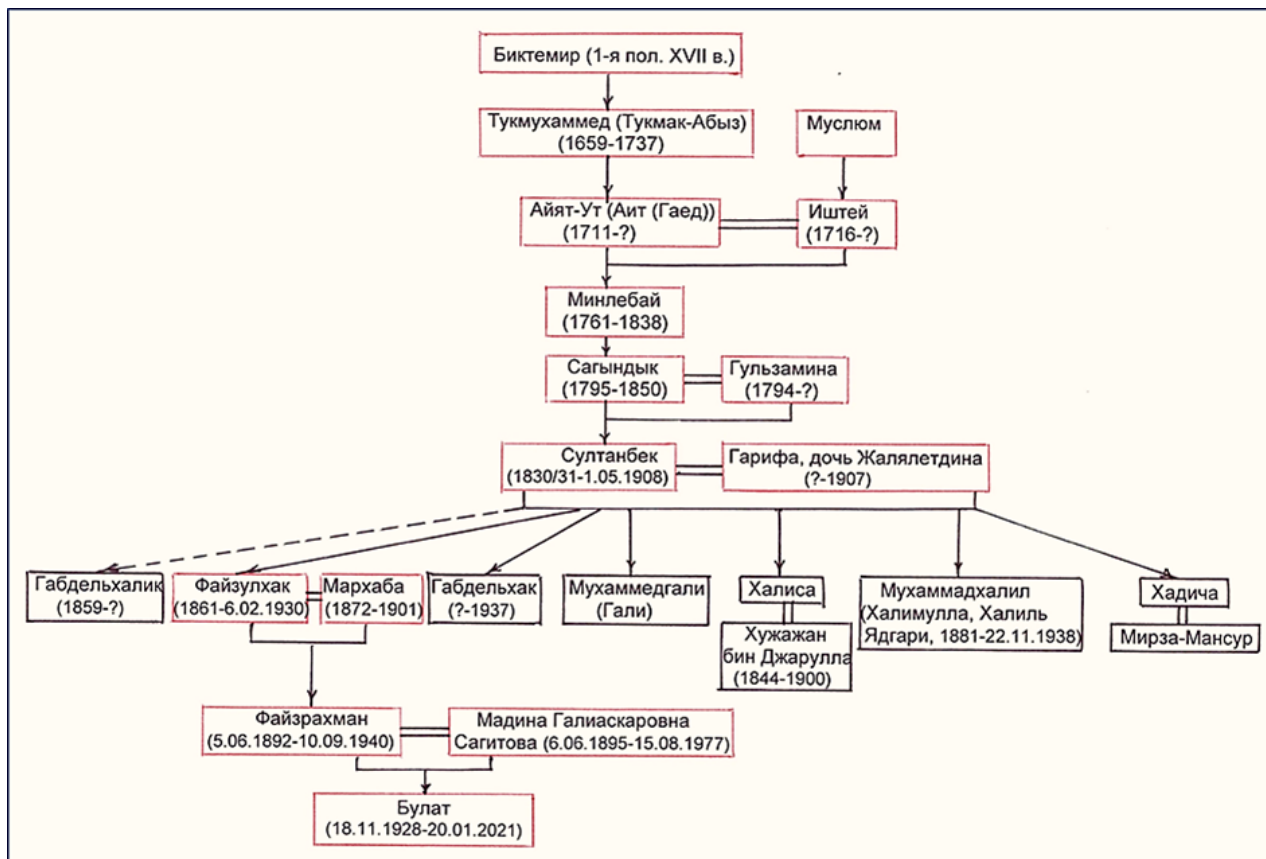 Биктемир (1-я пол. XVII в.)
Тукмухаммед (Тукмак-Абыз)
(1659-1737)
Муслюм
Айят-Ут (Аит (Гаед))
(1711-?)
Иштей
(1716-?)
Минлебай
(1761-1838)
Сагындык
(1795-1850)
Гульзамина
(1794-?)
Султанбек
(1830/31-1.05.1908)
Гарифа, дочь Жалялетдина
(?-1907)
Габдельхалик
(1859-?)
Файзулхак
(1861-6.02.1930)
Мархаба
(1872-1901)
Габдельхак
(?-1937)
Мухаммедгали
(Гали)
Халиса
Хужажан
бин Джарулла
(1844-1900)
Мухаммадхалил
(Халимулла, Халиль
Ядгари, 1881-22.11.1938)
Хадича
Мирза-Мансур
Файзрахман
(5.06.1892-10.09.1940)
Мадина Галиаскаровна
Сагитова (6.06.1895-15.08.1977)
Булат
(18.11.1928-20.01.2021)